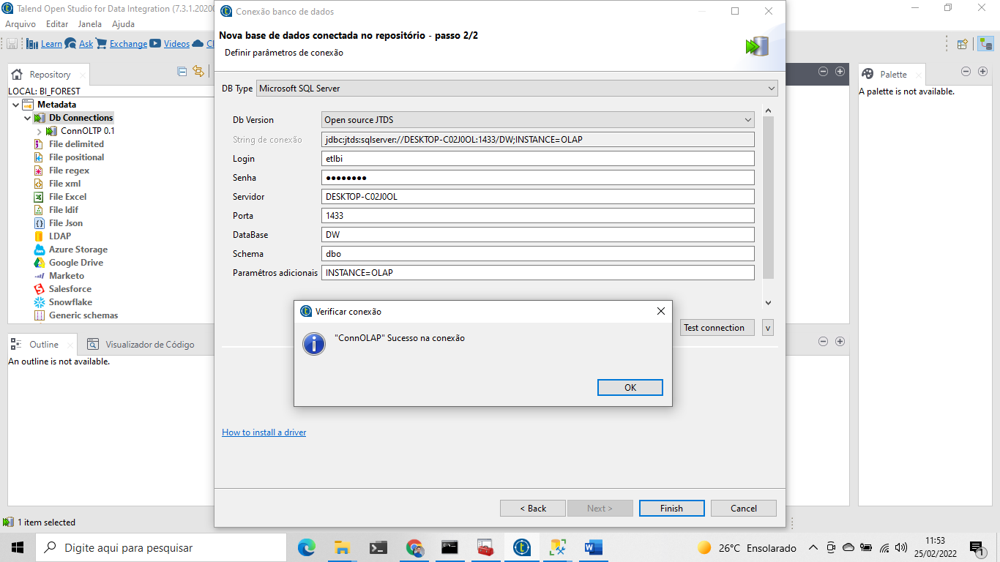 Talend Open Studio for Data Integration (7.3.1.2020
Arquivo Editar Janela Ajuda
Learn Ask Exchange Videos Cl
Repository
LOCAL: BI_FOREST
Metadata
Db Connections
ConnOLTP 0.1
File delimited
File positional
File regex
File xml
File Excel
File ldif
File Json
LDAP
Azure Storage
Google Drive
Marketo
Salesforce
Snowflake
Generic schemas
Outline
Visualizador de Código
An outline is not available.
1 item selected
Conexão banco de dados
Nova base de dados conectada no repositório - passo 2/2
Definir parâmetros de conexão
DB Type Microsoft SQL Server
Db Version Open source JTDS
String de conexão jdbc:jtds:sqlserver://DESKTOP-C02J0OL:1433/DW;INSTANCE=OLAP
Login etlbi
Senha ●●●●●●●●
Servidor DESKTOP-C02J0OL
Porta 1433
DataBase DW
Schema dbo
Paramêtros adicionais INSTANCE=OLAP
Test connection v
Verificar conexão
"ConnOLAP" Sucesso na conexão
OK
How to install a driver
< Back Next > Finish Cancel
Palette
A palette is not available.
Digite aqui para pesquisar
26°C Ensolarado
11:53
25/02/2022
1